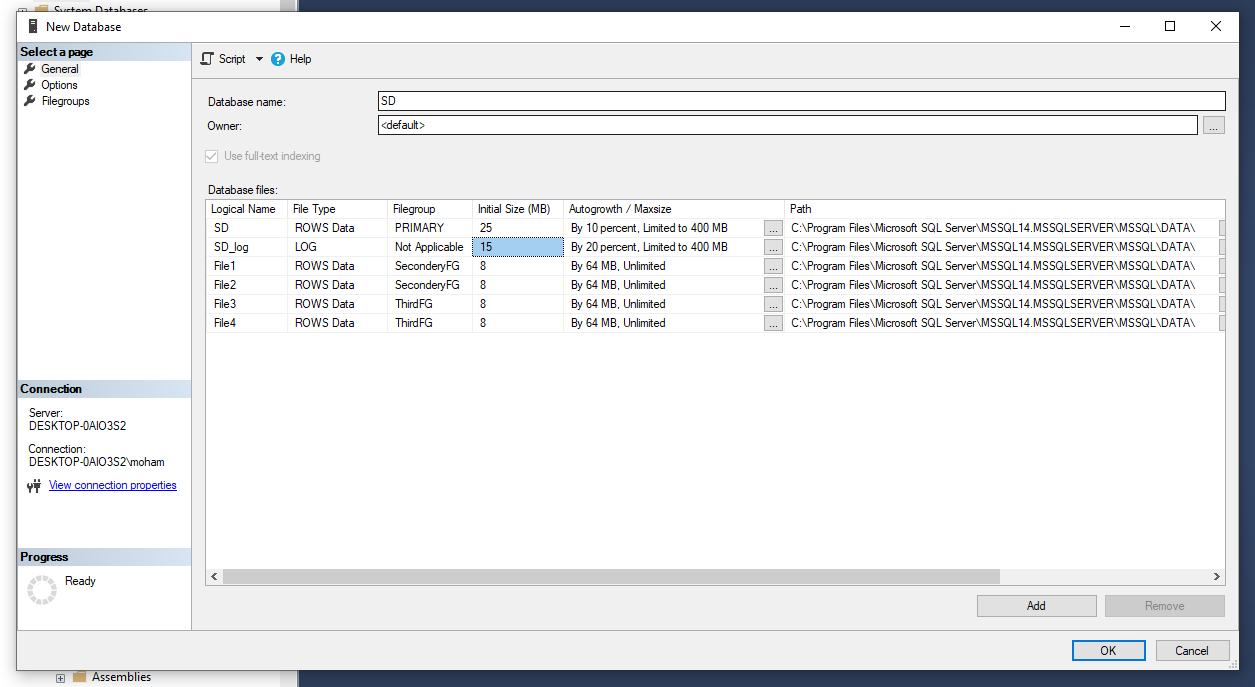 System Databases
New Database
Select a page
General
Options
Filegroups
Script Help
Database name: SD
Owner: <default> ...
Use full-text indexing
Database files:
Logical Name File Type Filegroup Initial Size (MB) Autogrowth / Maxsize Path
SD ROWS Data PRIMARY 25 By 10 percent, Limited to 400 MB ... C:\Program Files\Microsoft SQL Server\MSSQL14.MSSQLSERVER\MSSQL\DATA\
SD_log LOG Not Applicable 15 By 20 percent, Limited to 400 MB ... C:\Program Files\Microsoft SQL Server\MSSQL14.MSSQLSERVER\MSSQL\DATA\
File1 ROWS Data SeconderyFG 8 By 64 MB, Unlimited ... C:\Program Files\Microsoft SQL Server\MSSQL14.MSSQLSERVER\MSSQL\DATA\
File2 ROWS Data SeconderyFG 8 By 64 MB, Unlimited ... C:\Program Files\Microsoft SQL Server\MSSQL14.MSSQLSERVER\MSSQL\DATA\
File3 ROWS Data ThirdFG 8 By 64 MB, Unlimited ... C:\Program Files\Microsoft SQL Server\MSSQL14.MSSQLSERVER\MSSQL\DATA\
File4 ROWS Data ThirdFG 8 By 64 MB, Unlimited ... C:\Program Files\Microsoft SQL Server\MSSQL14.MSSQLSERVER\MSSQL\DATA\
Connection
Server:
DESKTOP-0AIO3S2
Connection:
DESKTOP-0AIO3S2\moham
View connection properties
Progress
Ready
Add Remove
OK Cancel
Assemblies